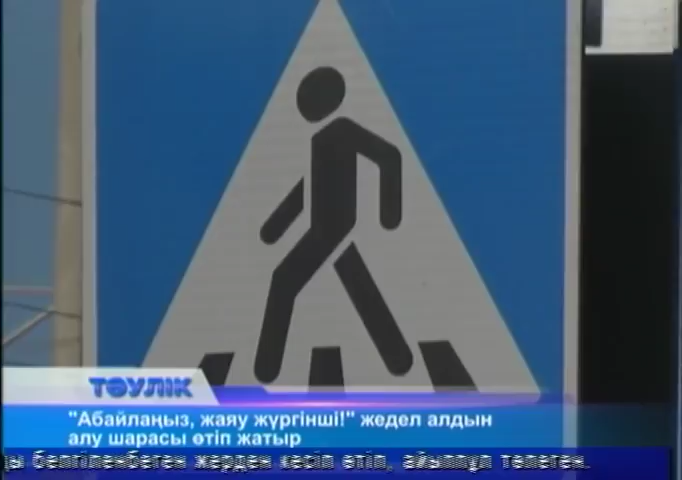 ТӘУЛІК
"Абайлаңыз, жаяу жүргінші!" жедел алдын
алу шарасы өтіп жатыр
белгіленбеген жерден кесіп өтіп, айыппұл төлеген.